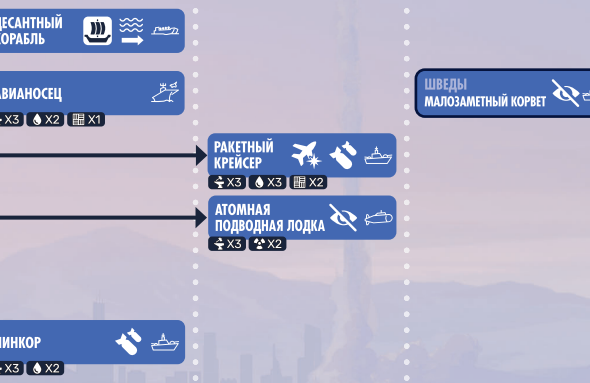 ДЕСАНТНЫЙ
КОРАБЛЬ
АВИАНОСЕЦ
X3 X2 X1
ШВЕДЫ
МАЛОЗАМЕТНЫЙ КОРВЕТ
РАКЕТНЫЙ
КРЕЙСЕР
X3 X3 X2
АТОМНАЯ
ПОДВОДНАЯ ЛОДКА
X3 X2
ЛИНКОР
X3 X2